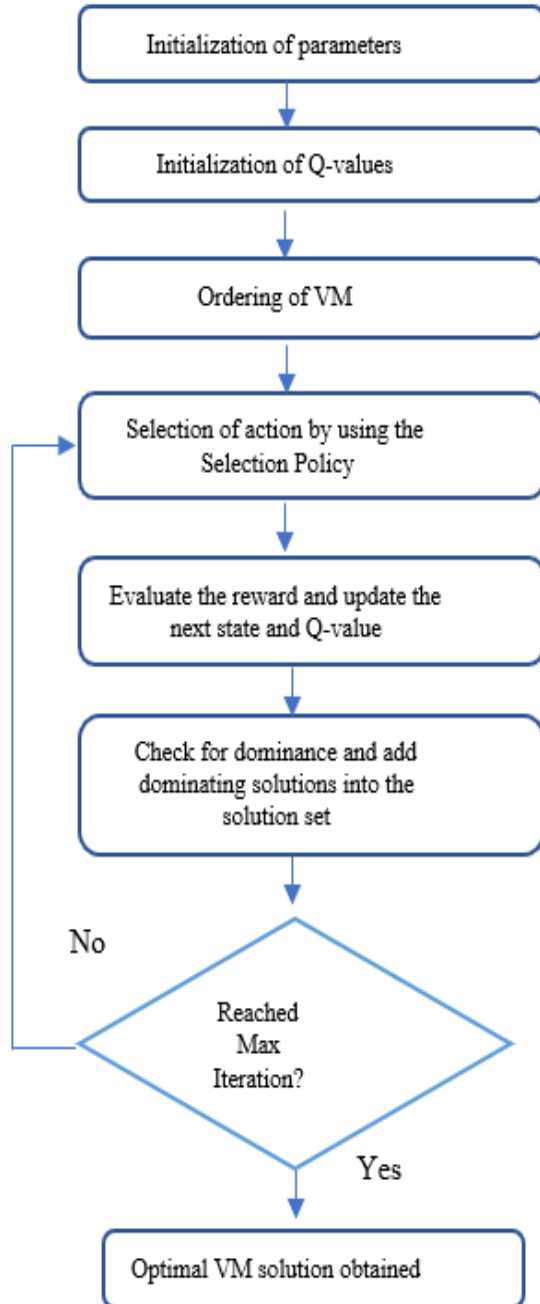 Initialization of parameters
Initialization of Q-values
Ordering of VM
Selection of action by using the
Selection Policy
Evaluate the reward and update the
next state and Q-value
Check for dominance and add
dominating solutions into the
solution set
No
Reached
Max
Iteration?
Yes
Optimal VM solution obtained